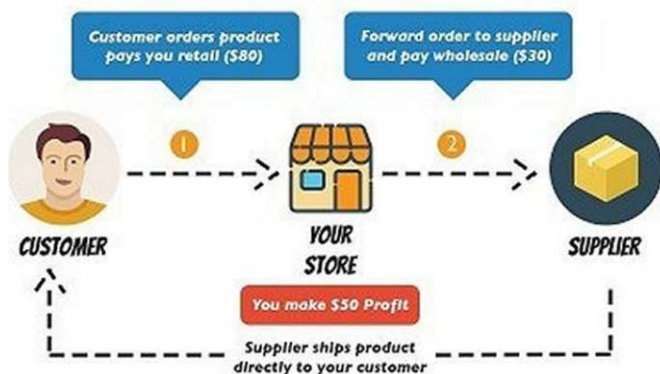 Customer orders product
pays you retail ($80)
Forward order to supplier
and pay wholesale ($30)
1
2
CUSTOMER
YOUR
STORE
SUPPLIER
You make $50 Profit
Supplier ships product
directly to your customer